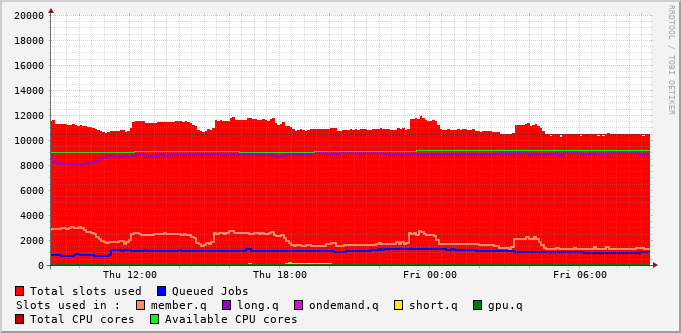 20000
18000
16000
14000
12000
10000
8000
6000
4000
2000
0
Thu 12:00 Thu 18:00 Fri 00:00 Fri 06:00
RRDTOOL / TOBI OETIKER
Total slots used Queued Jobs
Slots used in : member.q long.q ondemand.q short.q gpu.q
Total CPU cores Available CPU cores